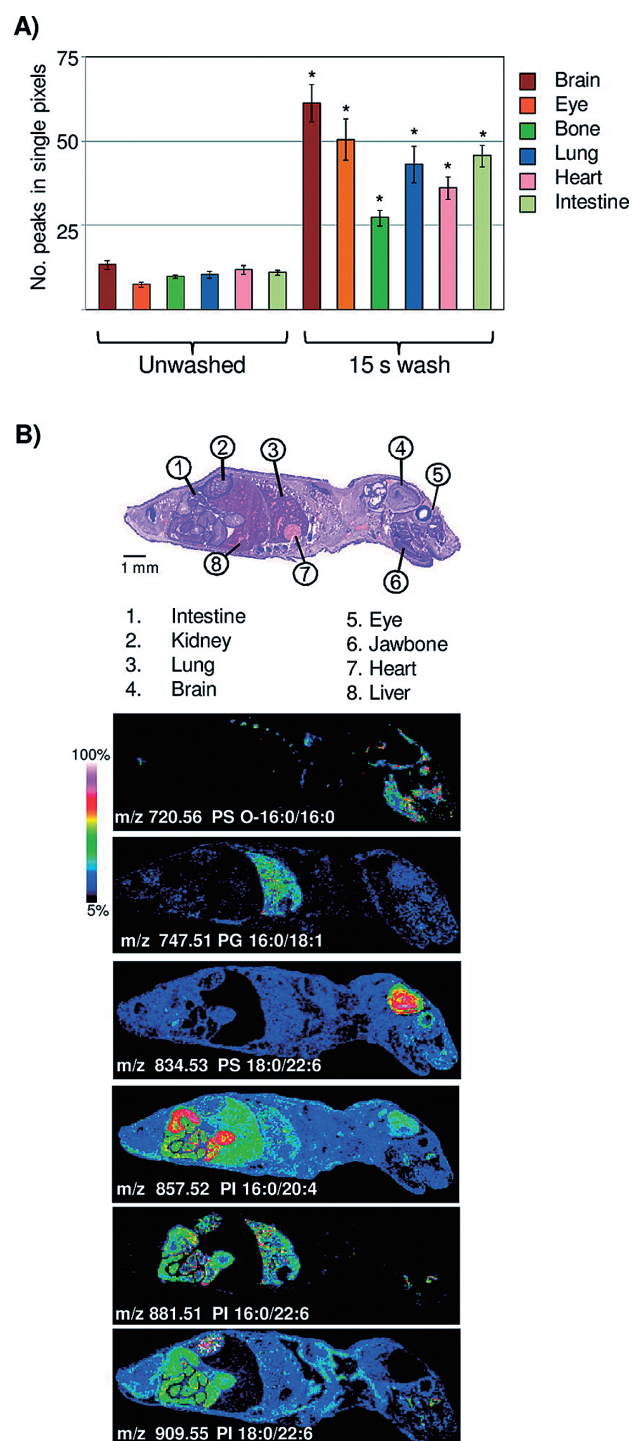 A)
No. peaks in single pixels
75
50
25
* * * * * *
Brain
Eye
Bone
Lung
Heart
Intestine
Unwashed
15 s wash
B)
1 2 3 4 5
8 7 6
1 mm
1. Intestine
2. Kidney
3. Lung
4. Brain
5. Eye
6. Jawbone
7. Heart
8. Liver
100%
5%
m/z 720.56 PS O-16:0/16:0
m/z 747.51 PG 16:0/18:1
m/z 834.53 PS 18:0/22:6
m/z 857.52 PI 16:0/20:4
m/z 881.51 PI 16:0/22:6
m/z 909.55 PI 18:0/22:6